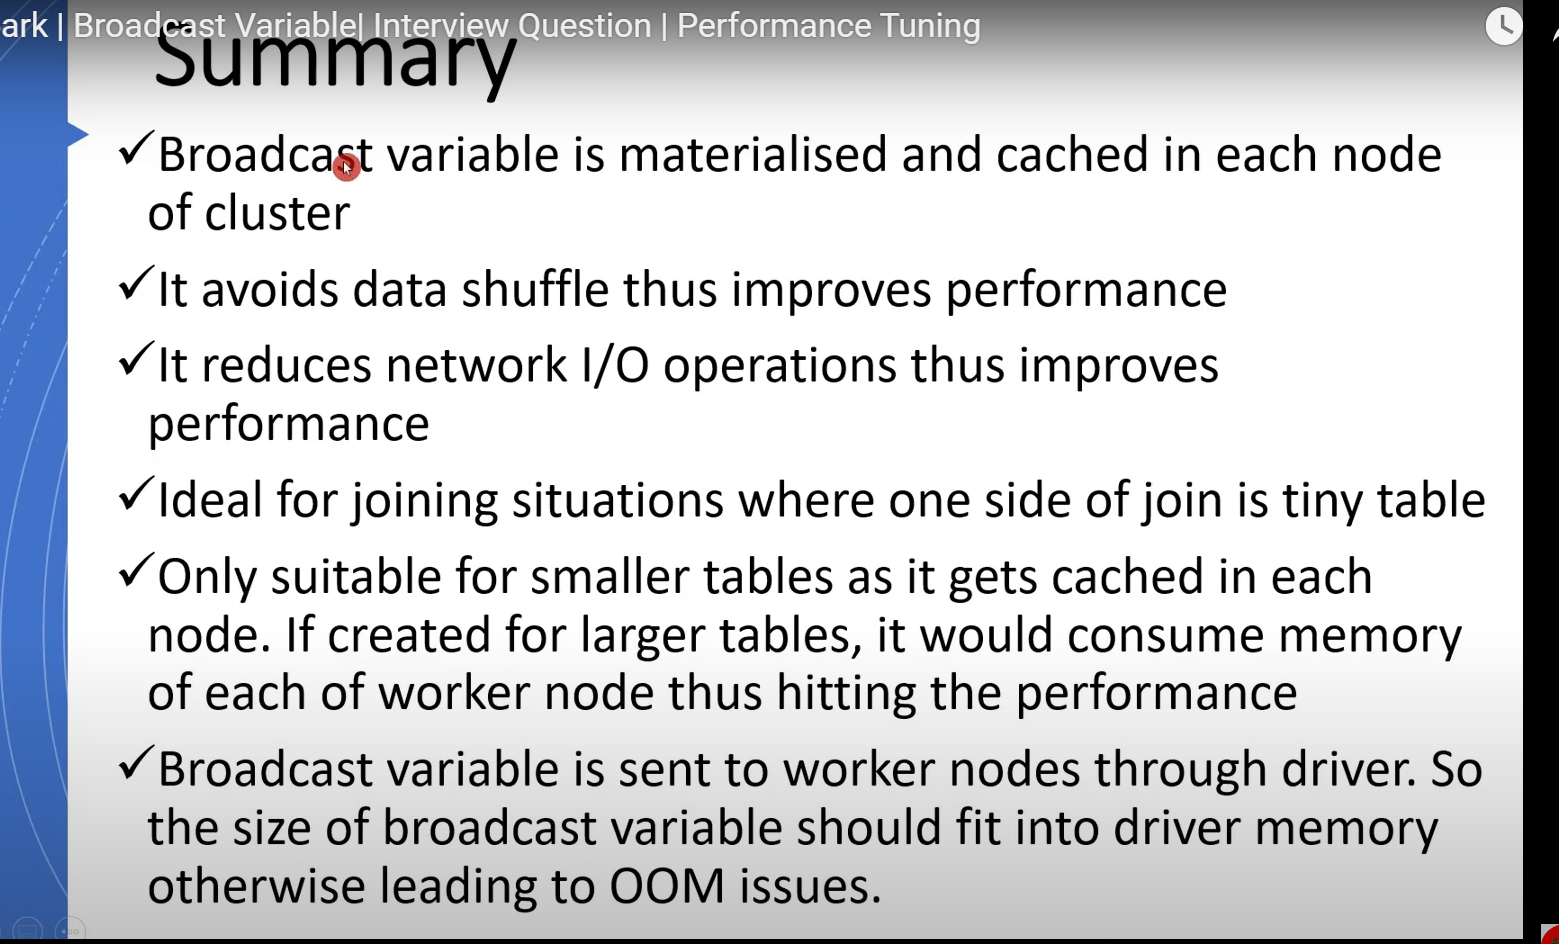 ark | Broadcast Variable| Interview Question | Performance Tuning
Summary
✓Broadcast variable is materialised and cached in each node
of cluster
✓It avoids data shuffle thus improves performance
✓It reduces network I/O operations thus improves
performance
✓Ideal for joining situations where one side of join is tiny table
✓Only suitable for smaller tables as it gets cached in each
node. If created for larger tables, it would consume memory
of each of worker node thus hitting the performance
✓Broadcast variable is sent to worker nodes through driver. So
the size of broadcast variable should fit into driver memory
otherwise leading to OOM issues.